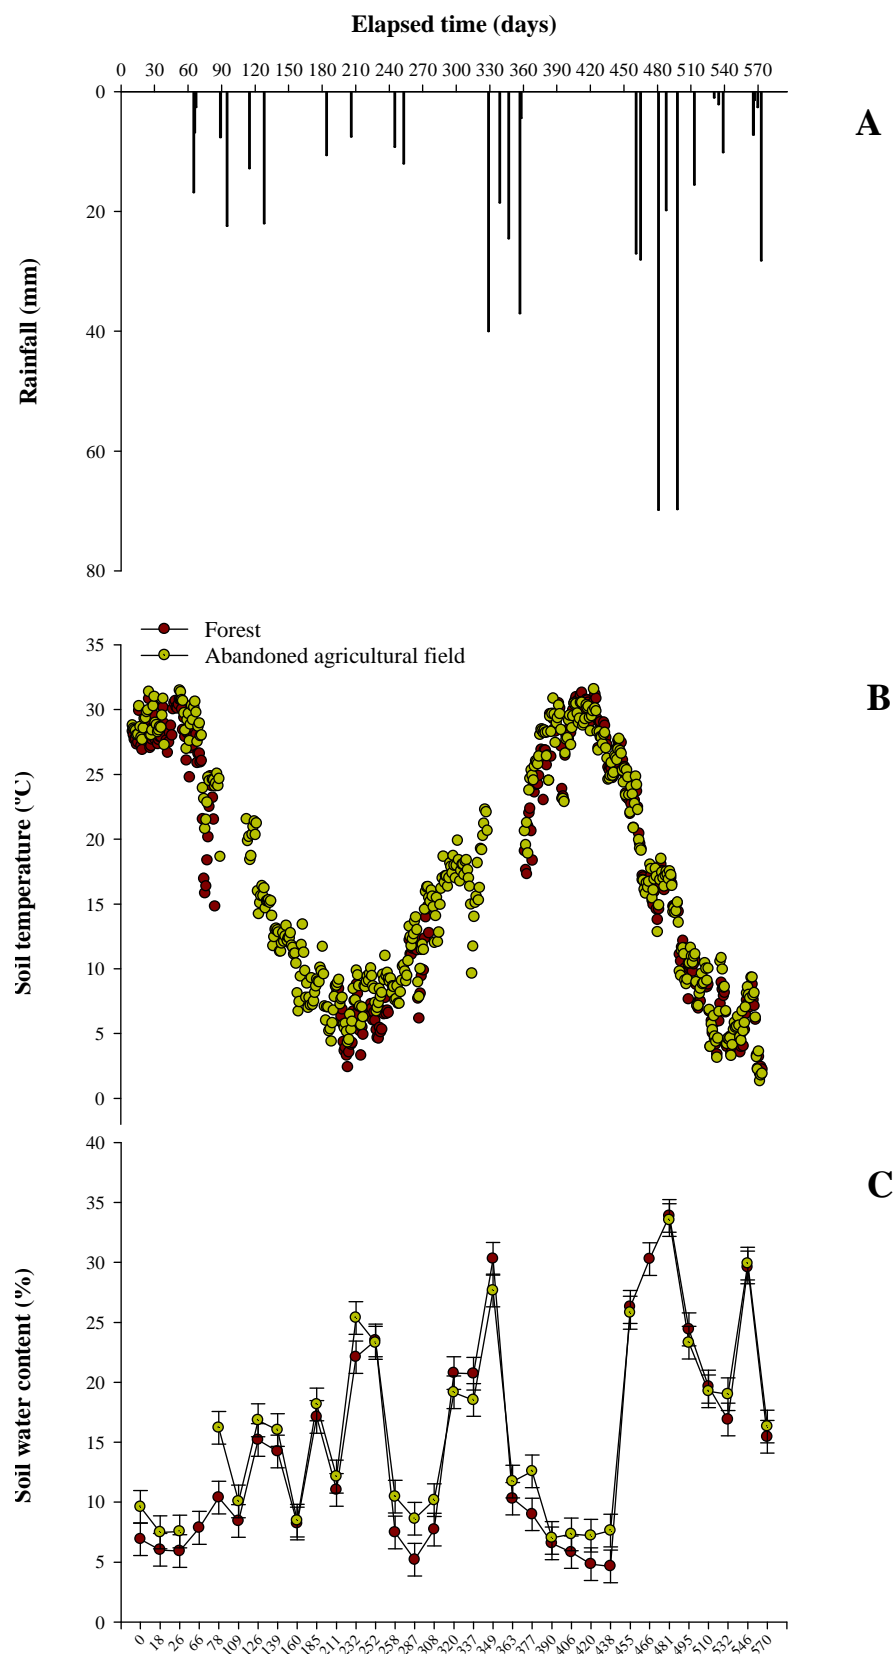 Elapsed time (days)
0 30 60 90 120 150 180 210 240 270 300 330 360 390 420 450 480 510 540 570
A
0
20
40
60
80
Rainfall (mm)
Forest
Abandoned agricultural field
B
35
30
25
20
15
10
5
0
Soil temperature (ºC)
C
40
35
30
25
20
15
10
5
0
Soil water content (%)
0 18 26 66 78 109 126 139 160 185 211 232 252 258 287 308 320 337 349 363 377 390 406 420 438 455 466 481 495 510 532 546 570